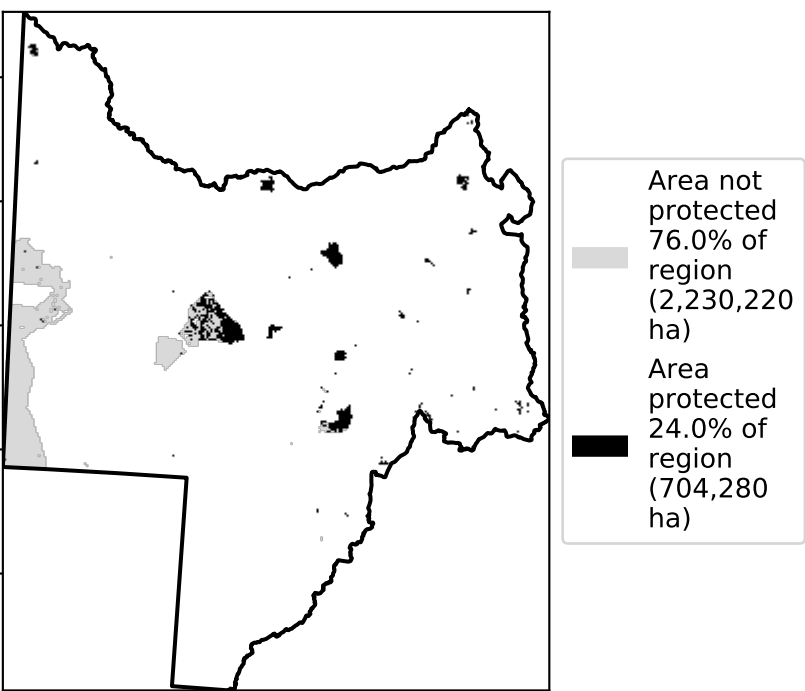 Area not
protected
76.0% of
region
(2,230,220
ha)
Area
protected
24.0% of
region
(704,280
ha)